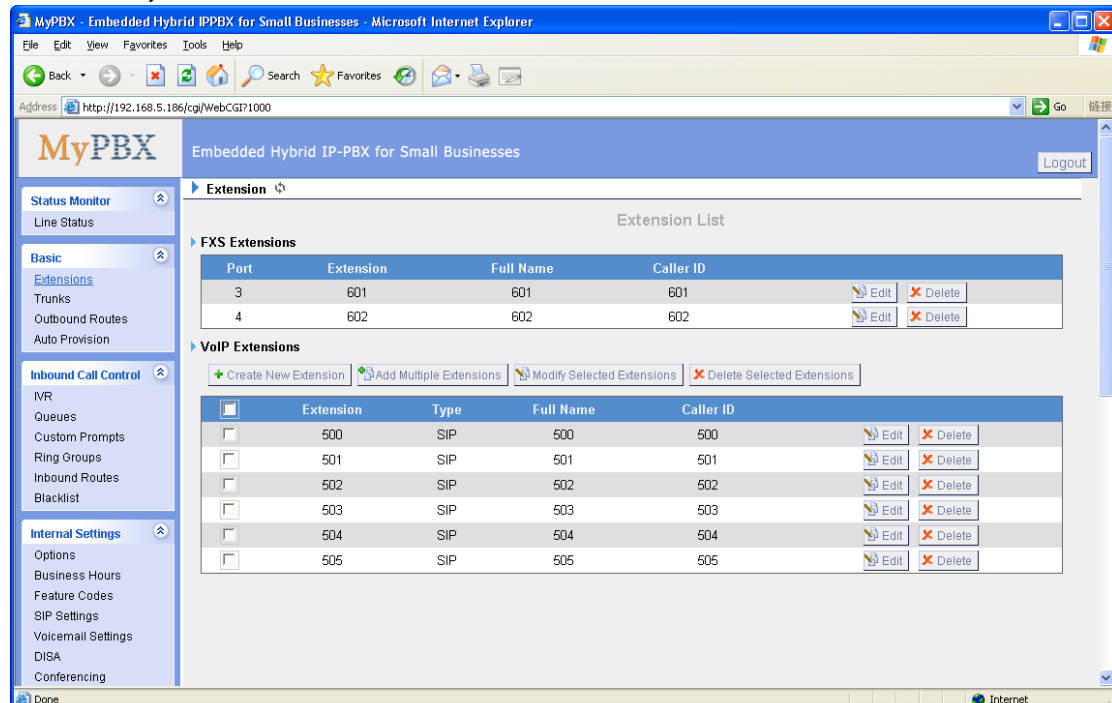 MyPBX - Embedded Hybrid IPPBX for Small Businesses - Microsoft Internet Explorer
File Edit View Favorites Tools Help
Back Search Favorites
Address http://192.168.5.186/cgi/WebCGI?1000 Go 链接
MyPBX Embedded Hybrid IP-PBX for Small Businesses Logout
Status Monitor
Line Status
Basic
Extensions
Trunks
Outbound Routes
Auto Provision
Inbound Call Control
IVR
Queues
Custom Prompts
Ring Groups
Inbound Routes
Blacklist
Internal Settings
Options
Business Hours
Feature Codes
SIP Settings
Voicemail Settings
DISA
Conferencing
Extension
Extension List
FXS Extensions
Port Extension Full Name Caller ID
3 601 601 601 Edit Delete
4 602 602 602 Edit Delete
VoIP Extensions
Create New Extension Add Multiple Extensions Modify Selected Extensions Delete Selected Extensions
Extension Type Full Name Caller ID
500 SIP 500 500 Edit Delete
501 SIP 501 501 Edit Delete
502 SIP 502 502 Edit Delete
503 SIP 503 503 Edit Delete
504 SIP 504 504 Edit Delete
505 SIP 505 505 Edit Delete
Done Internet